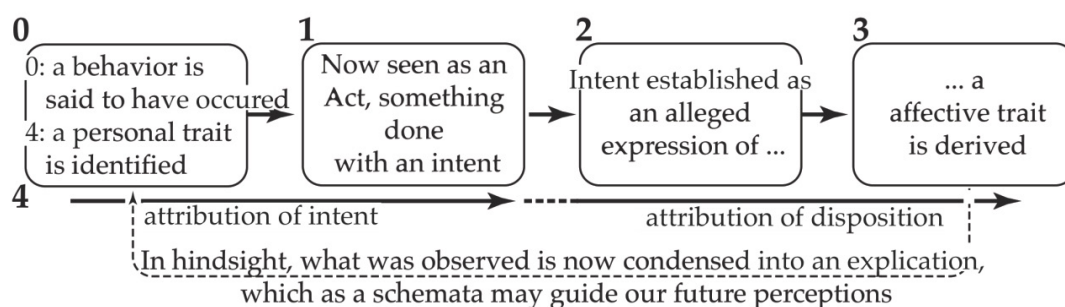 0
0: a behavior is
said to have occured
4: a personal trait
is identified
4
1
Now seen as an
Act, something
done
with an intent
2
Intent established as
an alleged
expression of ...
3
... a
affective trait
is derived
attribution of intent
attribution of disposition
In hindsight, what was observed is now condensed into an explication,
which as a schemata may guide our future perceptions